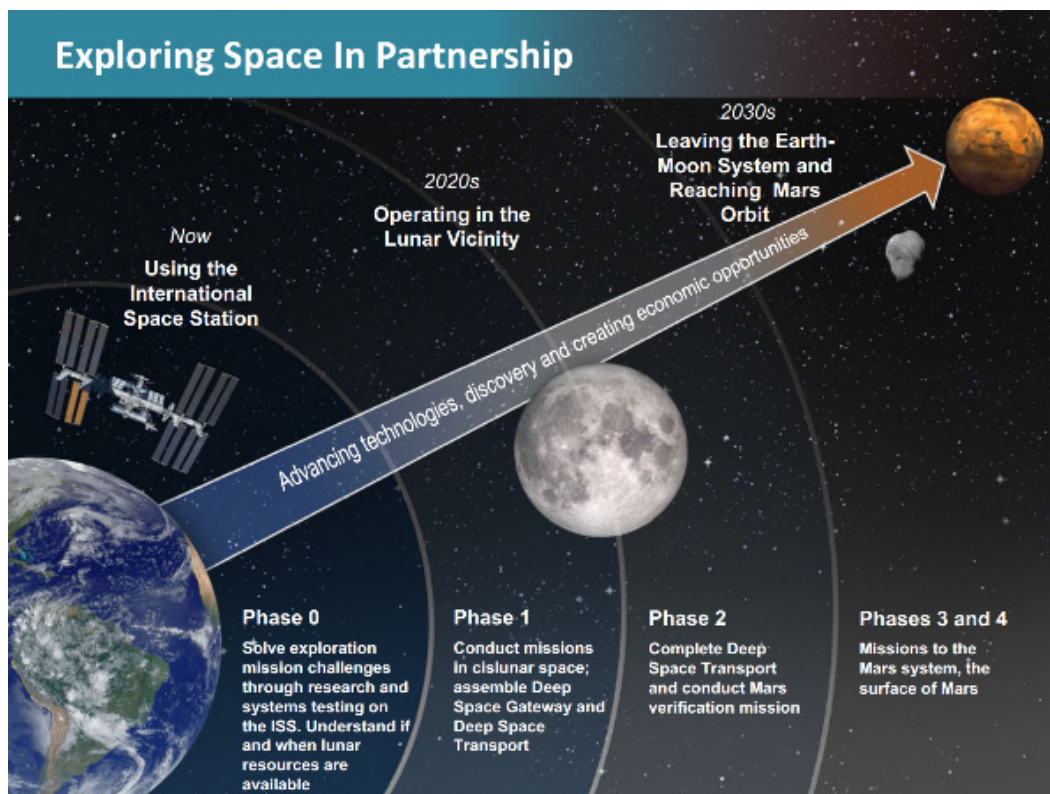 Exploring Space In Partnership
Now
Using the
International
Space Station
2020s
Operating in the
Lunar Vicinity
2030s
Leaving the Earth-
Moon System and
Reaching Mars
Orbit
Advancing technologies, discovery and creating economic opportunities
Phase 0
Solve exploration
mission challenges
through research and
systems testing on
the ISS. Understand if
and when lunar
resources are
available
Phase 1
Conduct missions
in cislunar space;
assemble Deep
Space Gateway and
Deep Space
Transport
Phase 2
Complete Deep
Space Transport
and conduct Mars
verification mission
Phases 3 and 4
Missions to the
Mars system, the
surface of Mars